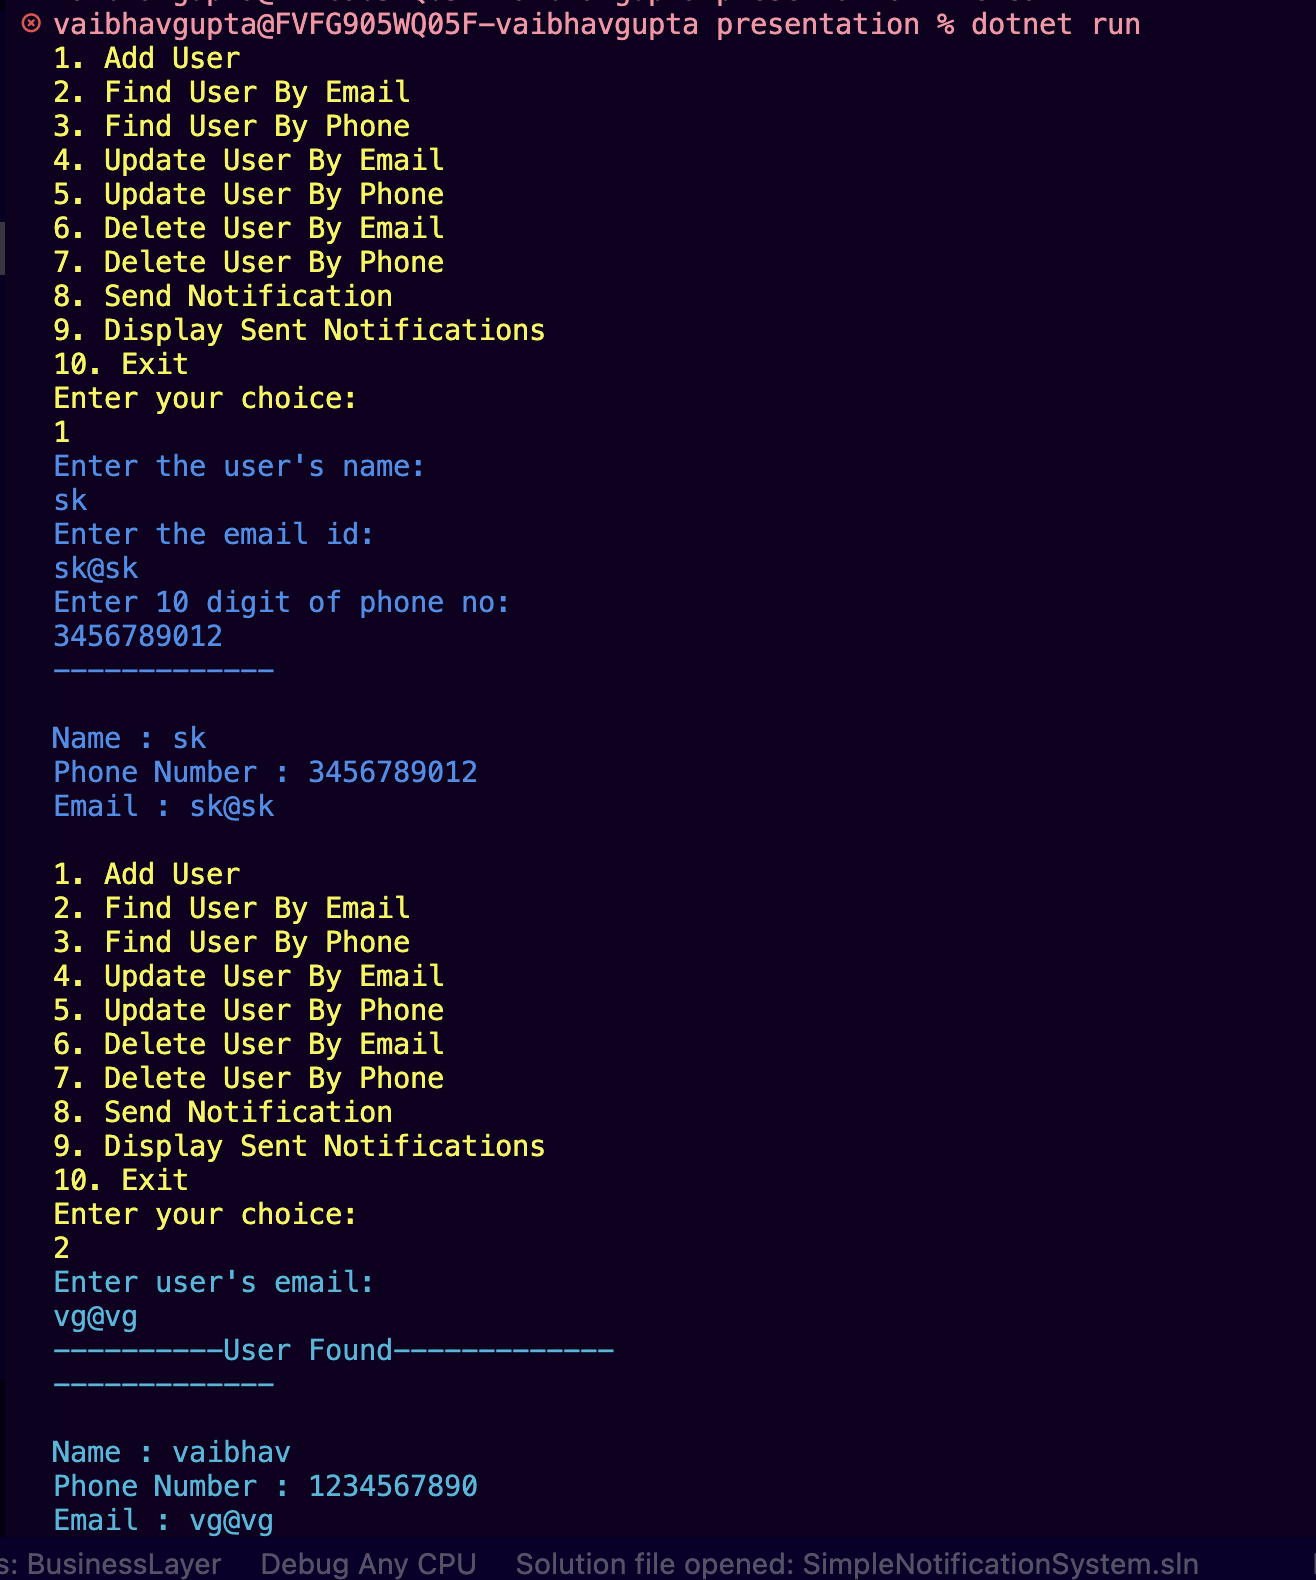 vaibhavgupta@FVFG905WQ05F-vaibhavgupta presentation % dotnet run
1. Add User
2. Find User By Email
3. Find User By Phone
4. Update User By Email
5. Update User By Phone
6. Delete User By Email
7. Delete User By Phone
8. Send Notification
9. Display Sent Notifications
10. Exit
Enter your choice:
1
Enter the user's name:
sk
Enter the email id:
sk@sk
Enter 10 digit of phone no:
3456789012
-------------
Name : sk
Phone Number : 3456789012
Email : sk@sk
1. Add User
2. Find User By Email
3. Find User By Phone
4. Update User By Email
5. Update User By Phone
6. Delete User By Email
7. Delete User By Phone
8. Send Notification
9. Display Sent Notifications
10. Exit
Enter your choice:
2
Enter user's email:
vg@vg
----------User Found-------------
-------------
Name : vaibhav
Phone Number : 1234567890
Email : vg@vg
s: BusinessLayer Debug Any CPU Solution file opened: SimpleNotificationSystem.sln